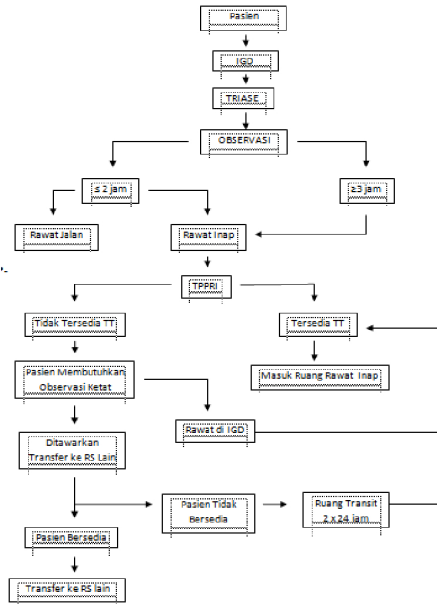 Pasien
IGD
TRIASE
OBSERVASI
≤ 2 jam
≥3 jam
Rawat Jalan
Rawat Inap
TPPRI
Tidak Tersedia TT
Tersedia TT
Pasien Membutuhkan
Observasi Ketat
Masuk Ruang Rawat Inap
Rawat di IGD
Ditawarkan
Transfer ke RS Lain
Pasien Tidak
Bersedia
Ruang Transit
2 x 24 jam
Pasien Bersedia
Transfer ke RS lain